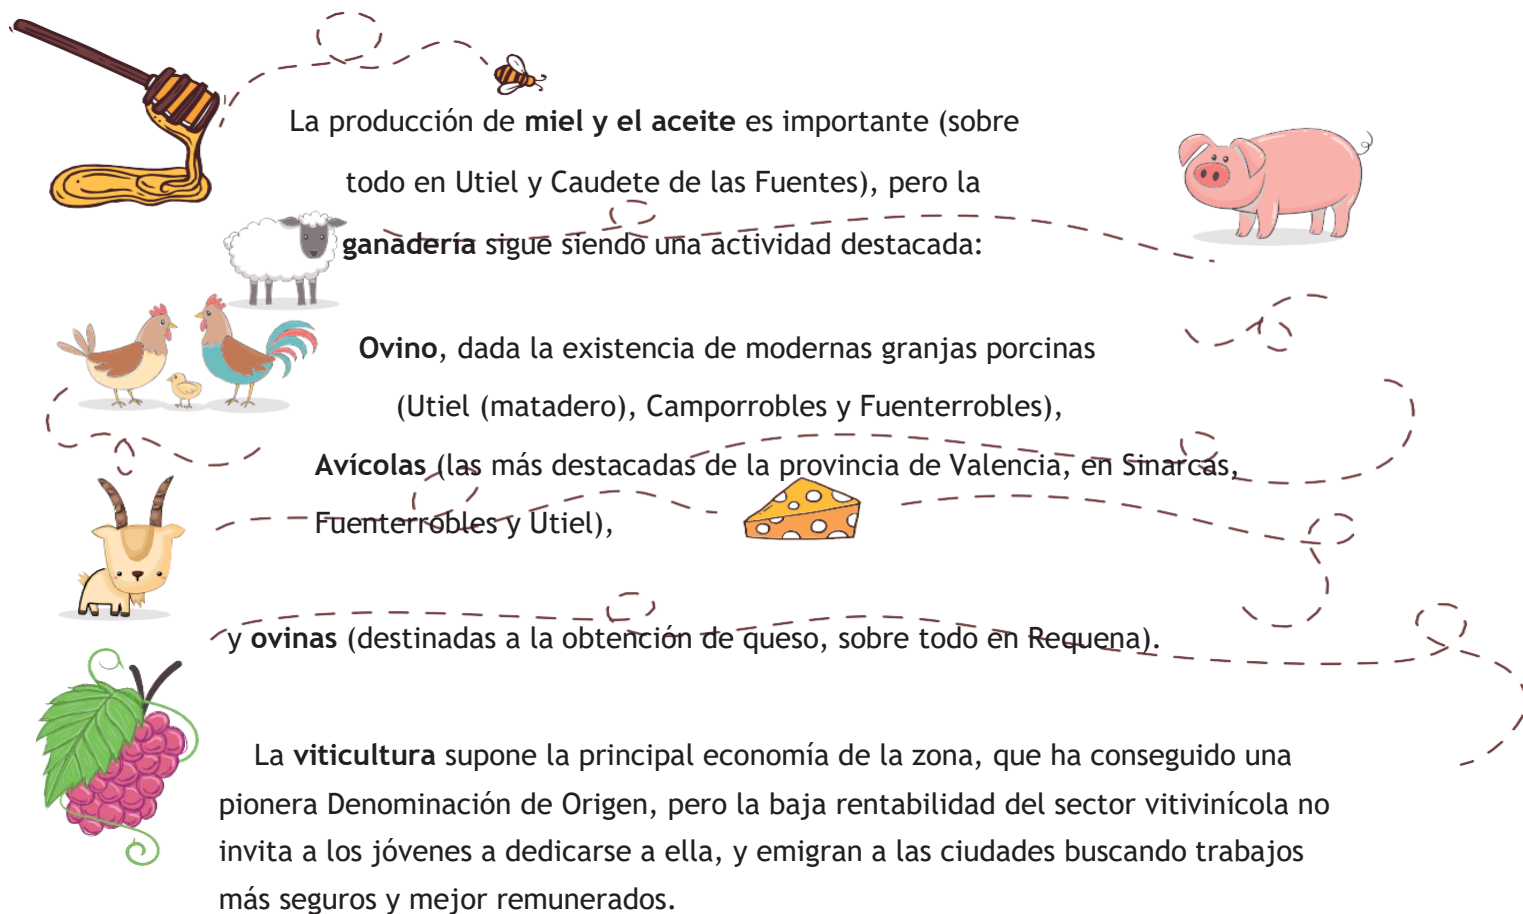 La producción de miel y el aceite es importante (sobre
todo en Utiel y Caudete de las Fuentes), pero la
ganadería sigue siendo una actividad destacada:
Ovino, dada la existencia de modernas granjas porcinas
(Utiel (matadero), Camporrobles y Fuenterrobles),
Avícolas (las más destacadas de la provincia de Valencia, en Sinarcas,
Fuenterrobles y Utiel),
y ovinas (destinadas a la obtención de queso, sobre todo en Requena).
La viticultura supone la principal economía de la zona, que ha conseguido una
pionera Denominación de Origen, pero la baja rentabilidad del sector vitivinícola no
invita a los jóvenes a dedicarse a ella, y emigran a las ciudades buscando trabajos
más seguros y mejor remunerados.